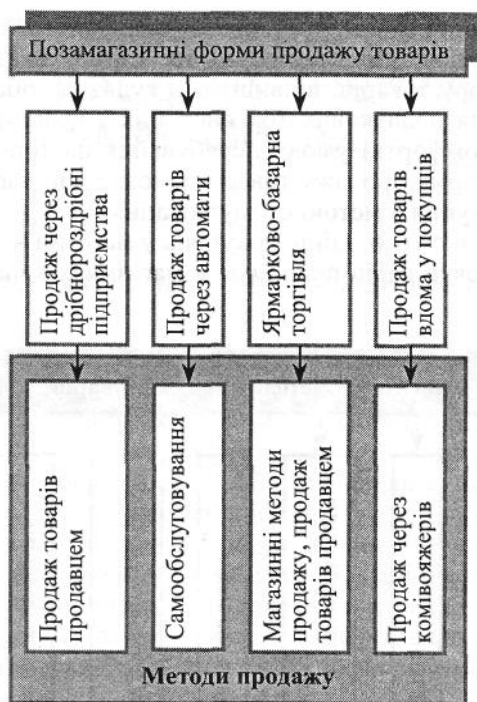 Позамагазинні форми продажу товарів
Продаж через
дрібнороздрібні
підприємства
Продаж товарів
через автомати
Ярмарково-базарна
торгівля
Продаж товарів
вдома у покупців
Продаж товарів
продавцем
Самообслуговування
Магазинні методи
продажу, продаж
товарів продавцем
Продаж через
комівояжерів
Методи продажу